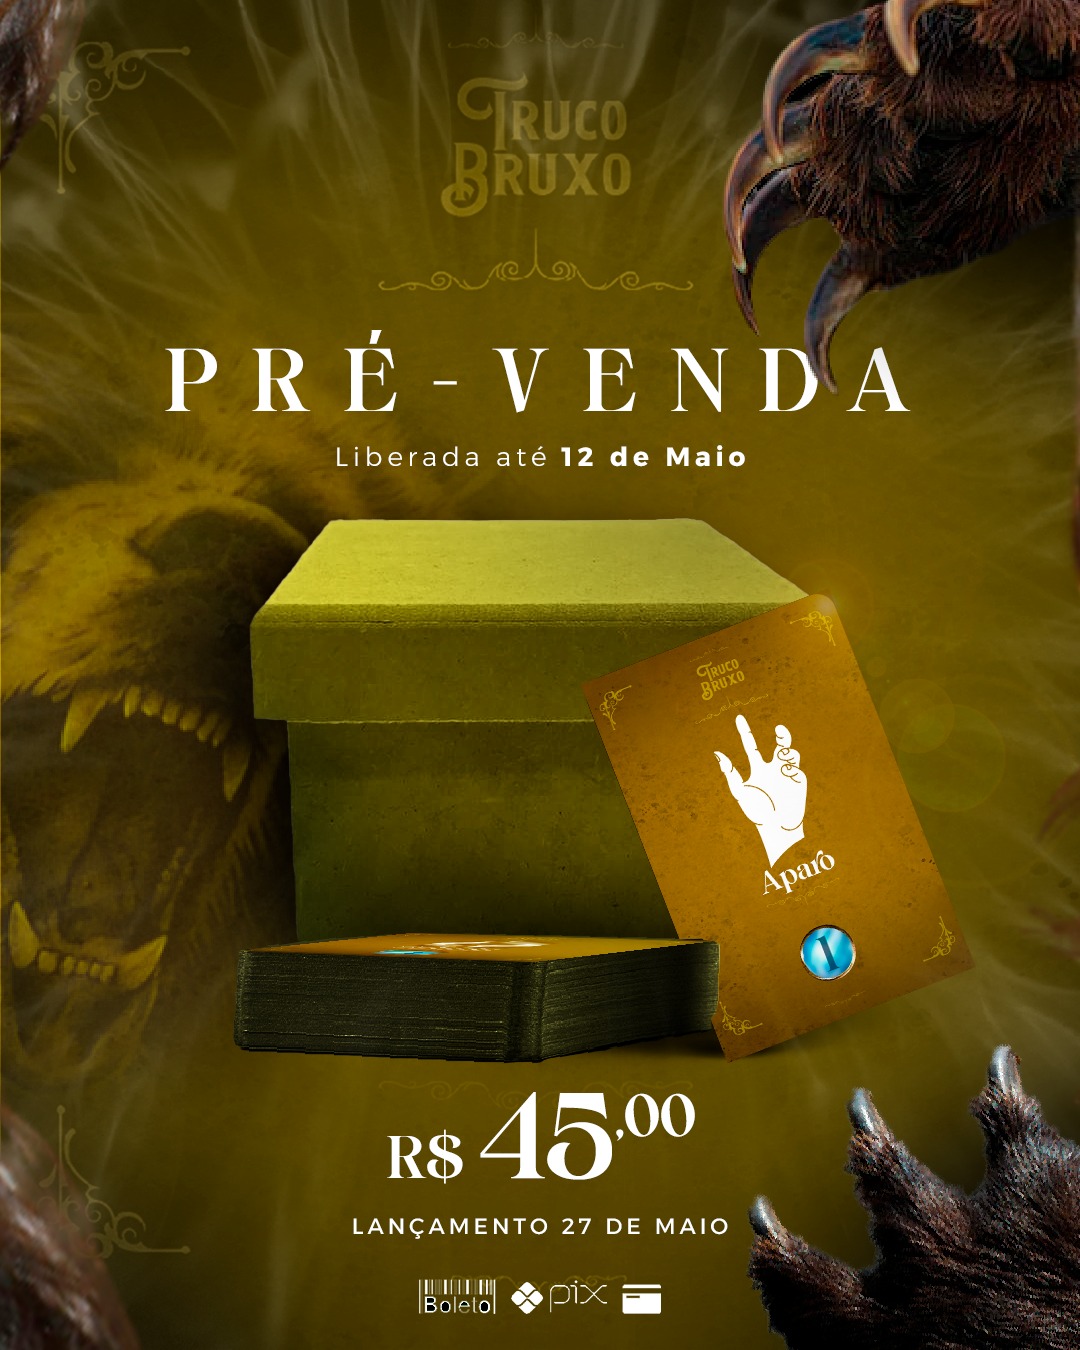 Truco
Bruxo
PRÉ-VENDA
Liberada até 12 de Maio
Truco
Bruxo
Aparo
1
R$ 45,00
LANÇAMENTO 27 DE MAIO
Boleto pix